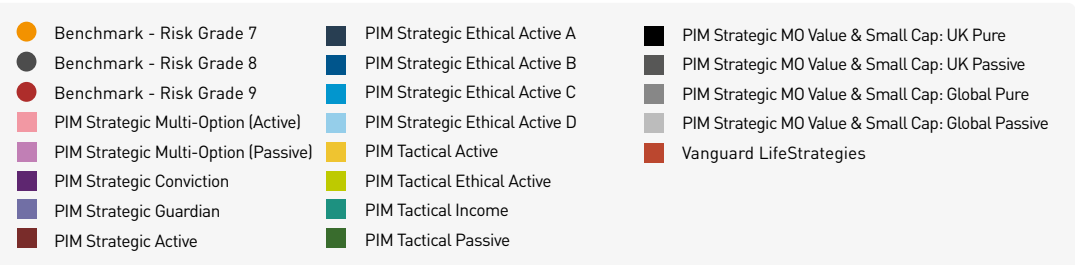 Benchmark - Risk Grade 7
Benchmark - Risk Grade 8
Benchmark - Risk Grade 9
PIM Strategic Multi-Option (Active)
PIM Strategic Multi-Option (Passive)
PIM Strategic Conviction
PIM Strategic Guardian
PIM Strategic Active
PIM Strategic Ethical Active A
PIM Strategic Ethical Active B
PIM Strategic Ethical Active C
PIM Strategic Ethical Active D
PIM Tactical Active
PIM Tactical Ethical Active
PIM Tactical Income
PIM Tactical Passive
PIM Strategic MO Value & Small Cap: UK Pure
PIM Strategic MO Value & Small Cap: UK Passive
PIM Strategic MO Value & Small Cap: Global Pure
PIM Strategic MO Value & Small Cap: Global Passive
Vanguard LifeStrategies